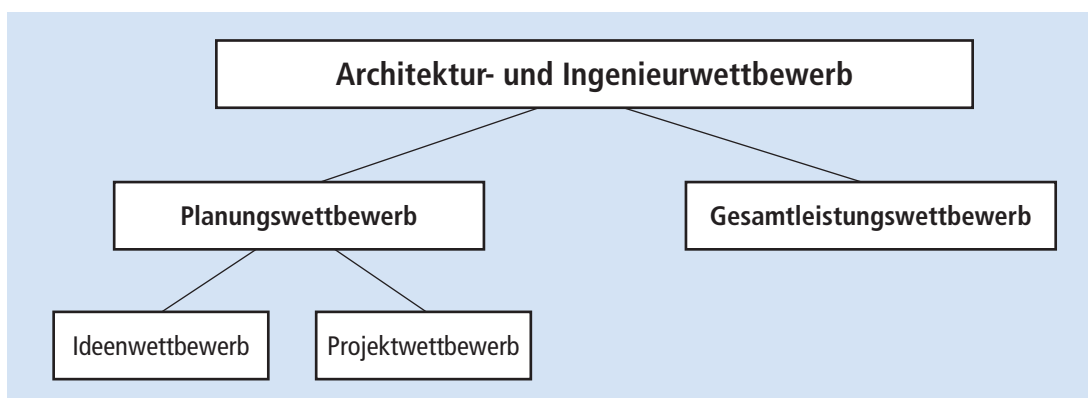 Architektur- und Ingenieurwettbewerb
Planungswettbewerb
Gesamtleistungswettbewerb
Ideenwettbewerb
Projektwettbewerb